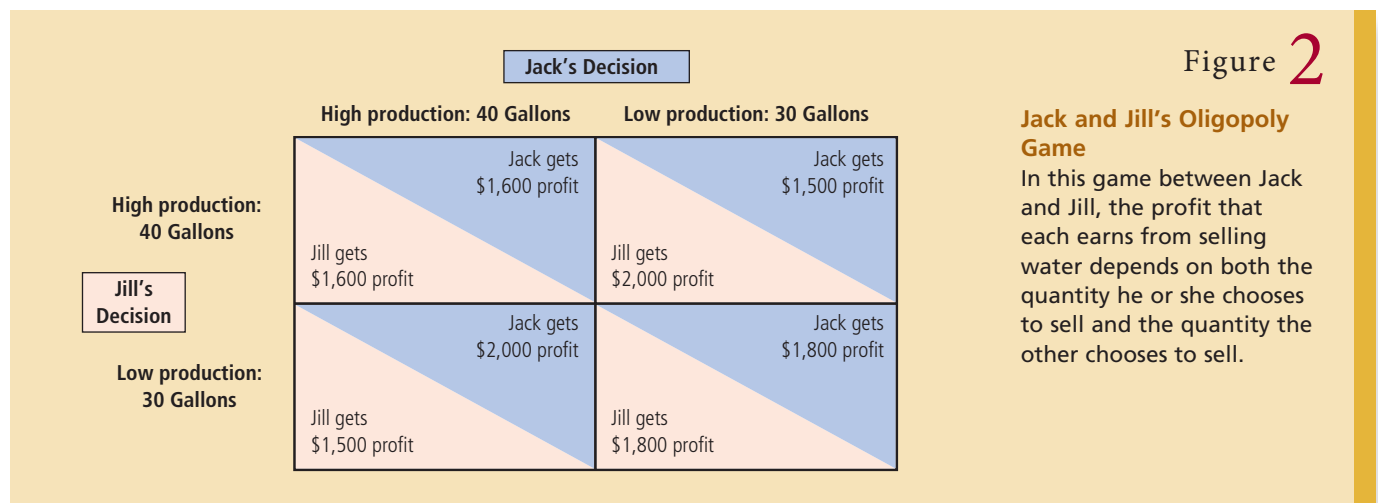 Jack's Decision
High production: 40 Gallons
Low production: 30 Gallons
High production:
40 Gallons
Jack gets
$1,600 profit
Jill gets
$1,600 profit
Jack gets
$1,500 profit
Jill gets
$2,000 profit
Jill's
Decision
Low production:
30 Gallons
Jack gets
$2,000 profit
Jill gets
$1,500 profit
Jack gets
$1,800 profit
Jill gets
$1,800 profit
Figure 2
Jack and Jill's Oligopoly
Game
In this game between Jack
and Jill, the profit that
each earns from selling
water depends on both the
quantity he or she chooses
to sell and the quantity the
other chooses to sell.